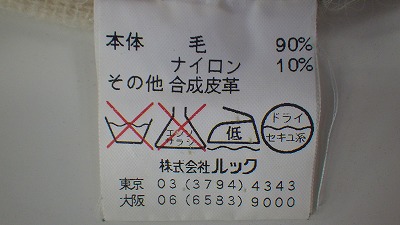 本体 毛 90%
ナイロン 10%
その他 合成皮革
エンソ
サラシ
低
ドライ
セキユ系
株式会社ルック
東京 03(3794)4343
大阪 06(6583)9000